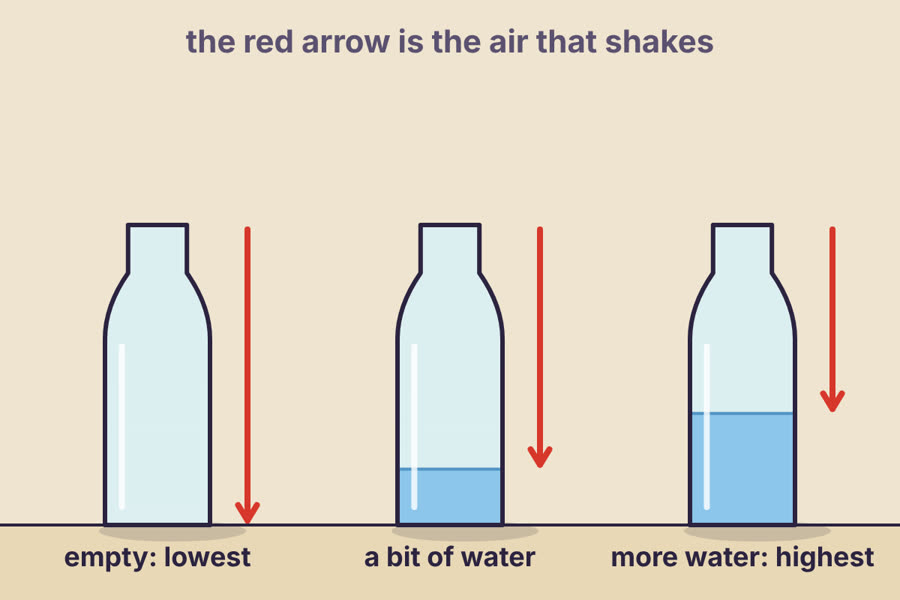 the red arrow is the air that shakes
empty: lowest
a bit of water
more water: highest